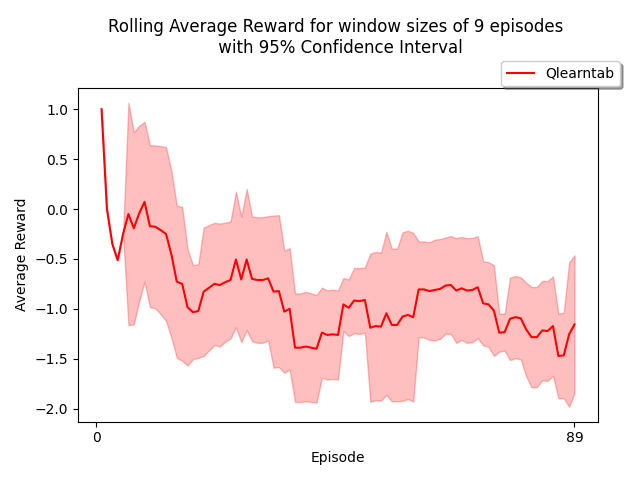 Rolling Average Reward for window sizes of 9 episodes
with 95% Confidence Interval
Qlearntab
1.0
0.5
0.0
−0.5
−1.0
−1.5
−2.0
Average Reward
0
89
Episode